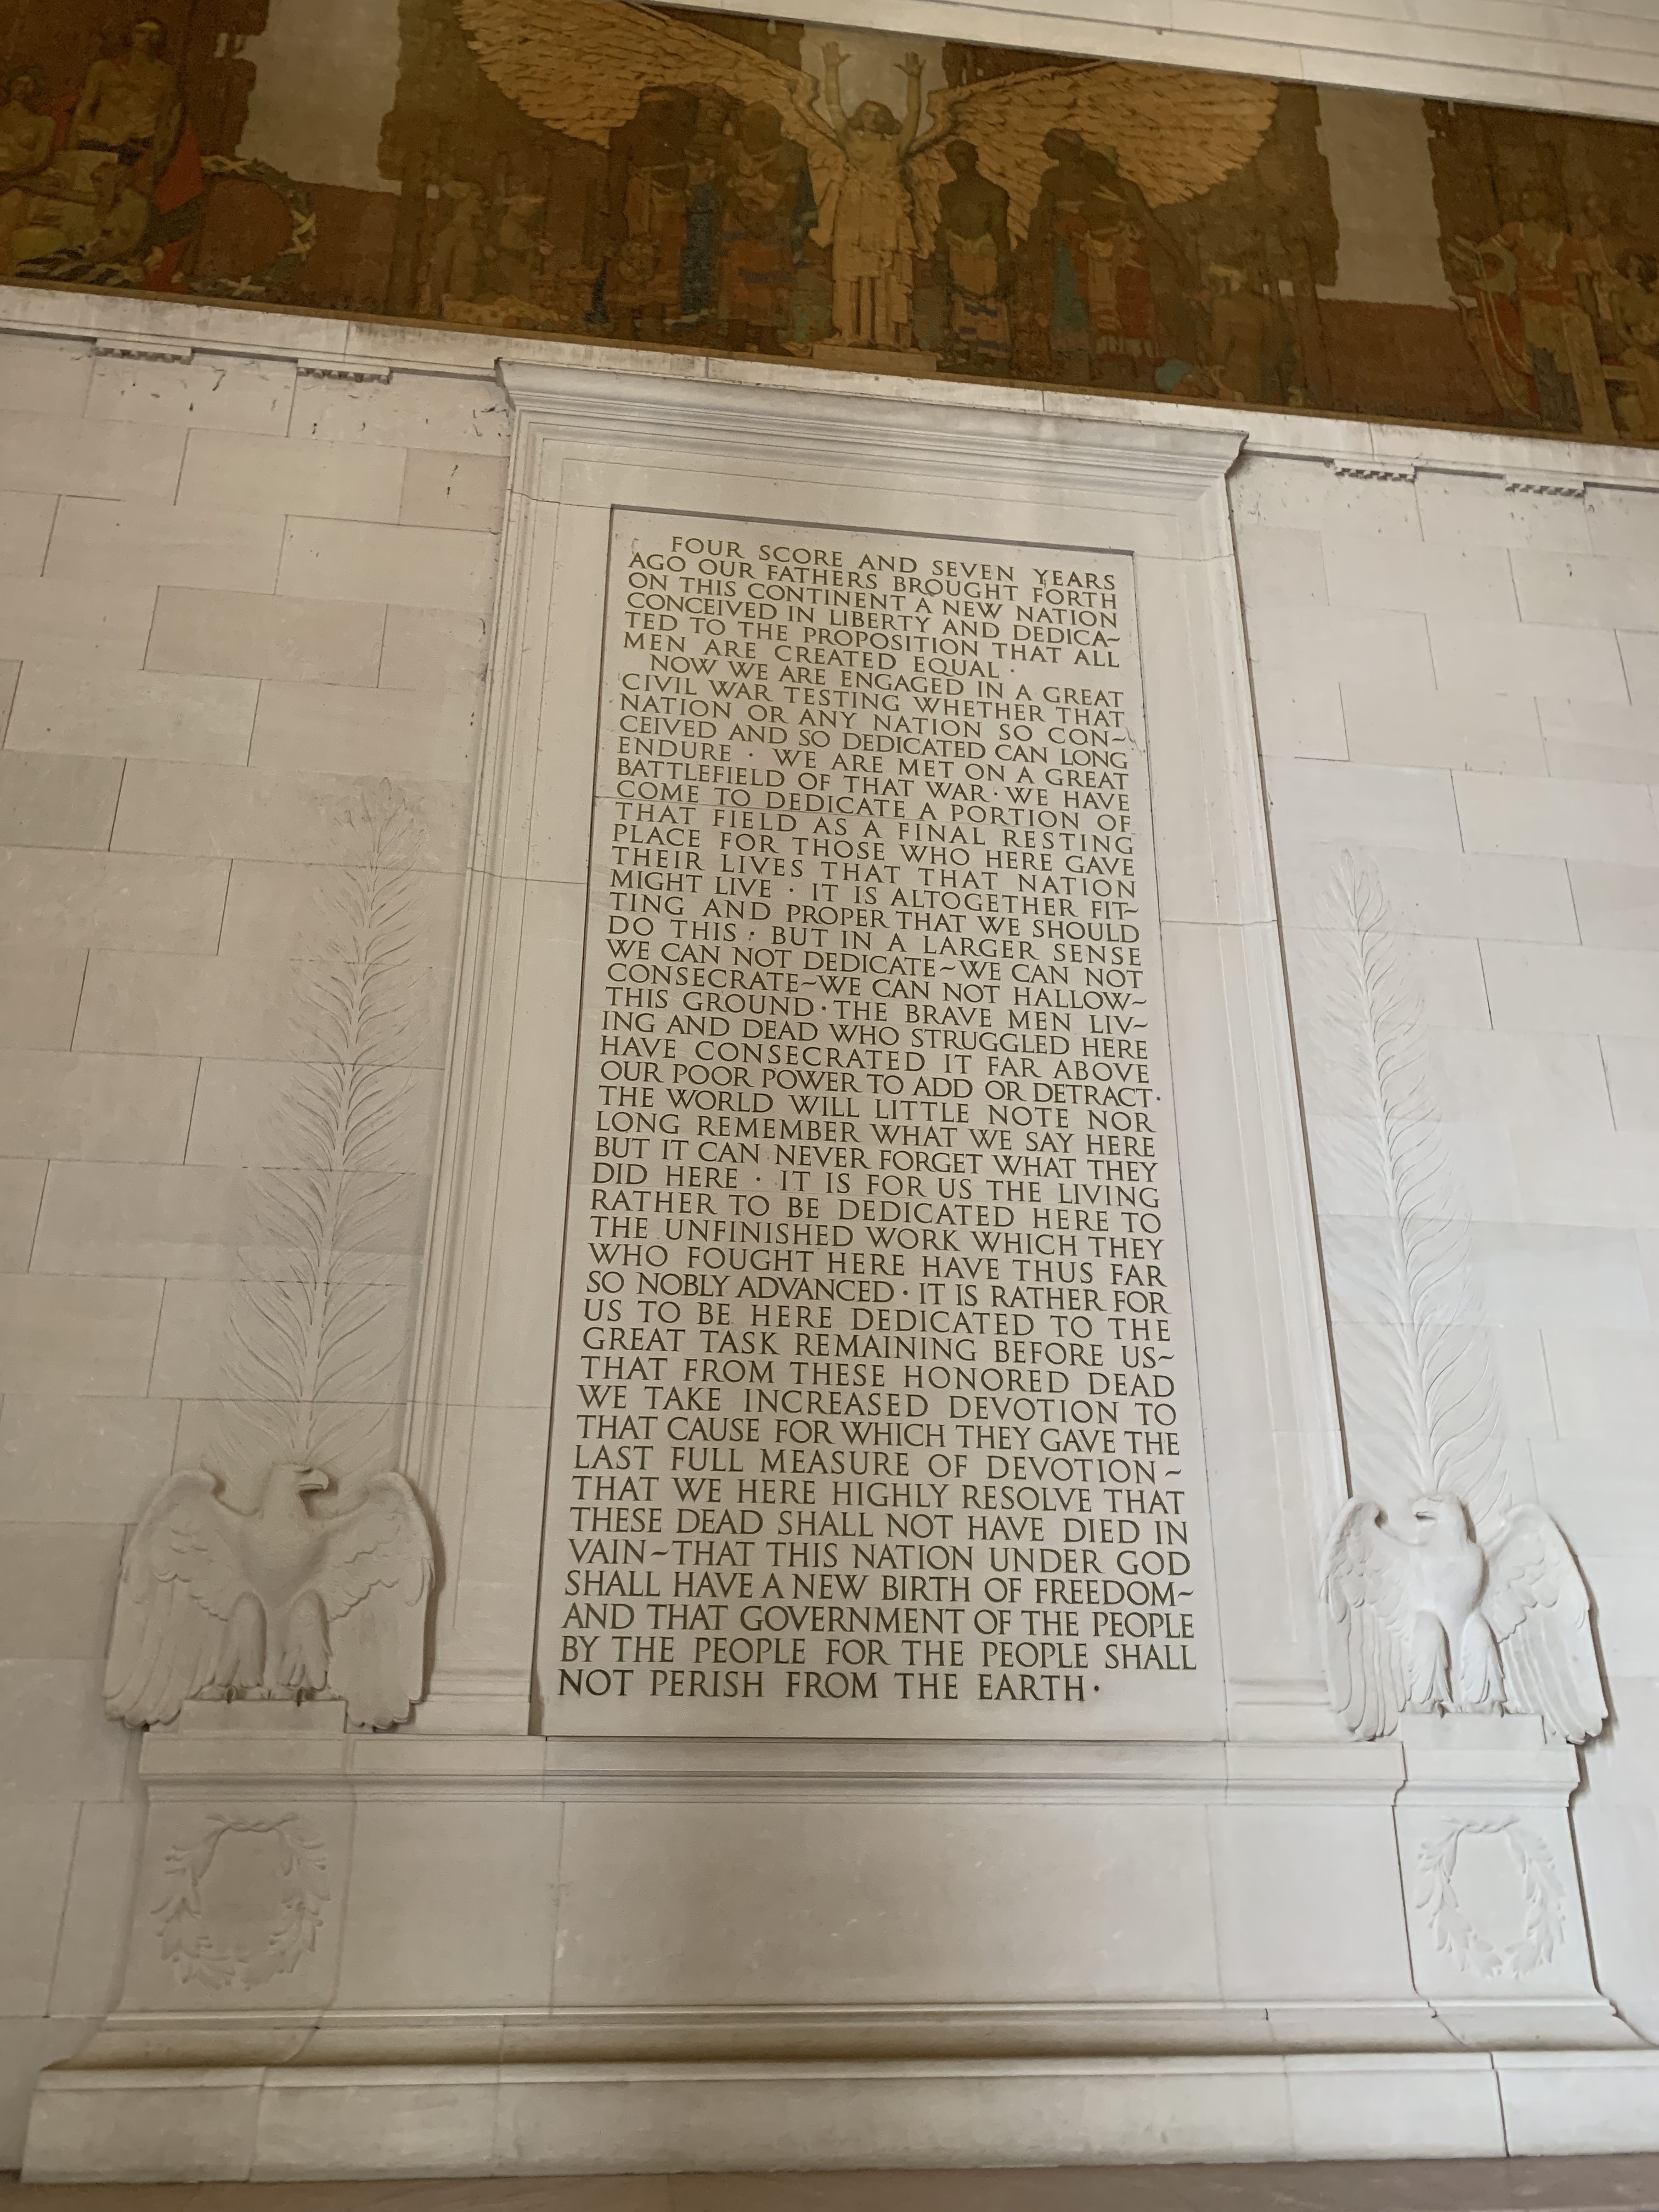 FOUR SCORE AND SEVEN YEARS
AGO OUR FATHERS BROUGHT FORTH
ON THIS CONTINENT A NEW NATION
CONCEIVED IN LIBERTY AND DEDICA~
TED TO THE PROPOSITION THAT ALL
MEN ARE CREATED EQUAL ·
NOW WE ARE ENGAGED IN A GREAT
CIVIL WAR TESTING WHETHER THAT
NATION OR ANY NATION SO CON~
CEIVED AND SO DEDICATED CAN LONG
ENDURE · WE ARE MET ON A GREAT
BATTLEFIELD OF THAT WAR · WE HAVE
COME TO DEDICATE A PORTION OF
THAT FIELD AS A FINAL RESTING
PLACE FOR THOSE WHO HERE GAVE
THEIR LIVES THAT THAT NATION
MIGHT LIVE · IT IS ALTOGETHER FIT~
TING AND PROPER THAT WE SHOULD
DO THIS · BUT IN A LARGER SENSE
WE CAN NOT DEDICATE~WE CAN NOT
CONSECRATE~WE CAN NOT HALLOW~
THIS GROUND · THE BRAVE MEN LIV~
ING AND DEAD WHO STRUGGLED HERE
HAVE CONSECRATED IT FAR ABOVE
OUR POOR POWER TO ADD OR DETRACT ·
THE WORLD WILL LITTLE NOTE NOR
LONG REMEMBER WHAT WE SAY HERE
BUT IT CAN NEVER FORGET WHAT THEY
DID HERE · IT IS FOR US THE LIVING
RATHER TO BE DEDICATED HERE TO
THE UNFINISHED WORK WHICH THEY
WHO FOUGHT HERE HAVE THUS FAR
SO NOBLY ADVANCED · IT IS RATHER FOR
US TO BE HERE DEDICATED TO THE
GREAT TASK REMAINING BEFORE US~
THAT FROM THESE HONORED DEAD
WE TAKE INCREASED DEVOTION TO
THAT CAUSE FOR WHICH THEY GAVE THE
LAST FULL MEASURE OF DEVOTION~
THAT WE HERE HIGHLY RESOLVE THAT
THESE DEAD SHALL NOT HAVE DIED IN
VAIN~THAT THIS NATION UNDER GOD
SHALL HAVE A NEW BIRTH OF FREEDOM~
AND THAT GOVERNMENT OF THE PEOPLE
BY THE PEOPLE FOR THE PEOPLE SHALL
NOT PERISH FROM THE EARTH ·